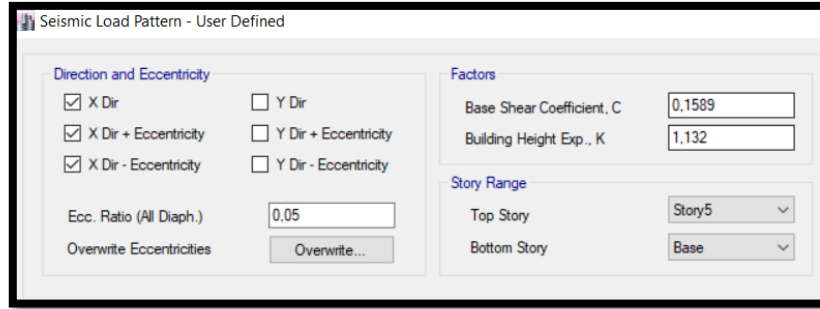 Seismic Load Pattern - User Defined
Direction and Eccentricity
X Dir
Y Dir
X Dir + Eccentricity
Y Dir + Eccentricity
X Dir - Eccentricity
Y Dir - Eccentricity
Ecc. Ratio (All Diaph.)
0,05
Overwrite Eccentricities
Overwrite...
Factors
Base Shear Coefficient, C
0,1589
Building Height Exp., K
1,132
Story Range
Top Story
Story5
Bottom Story
Base